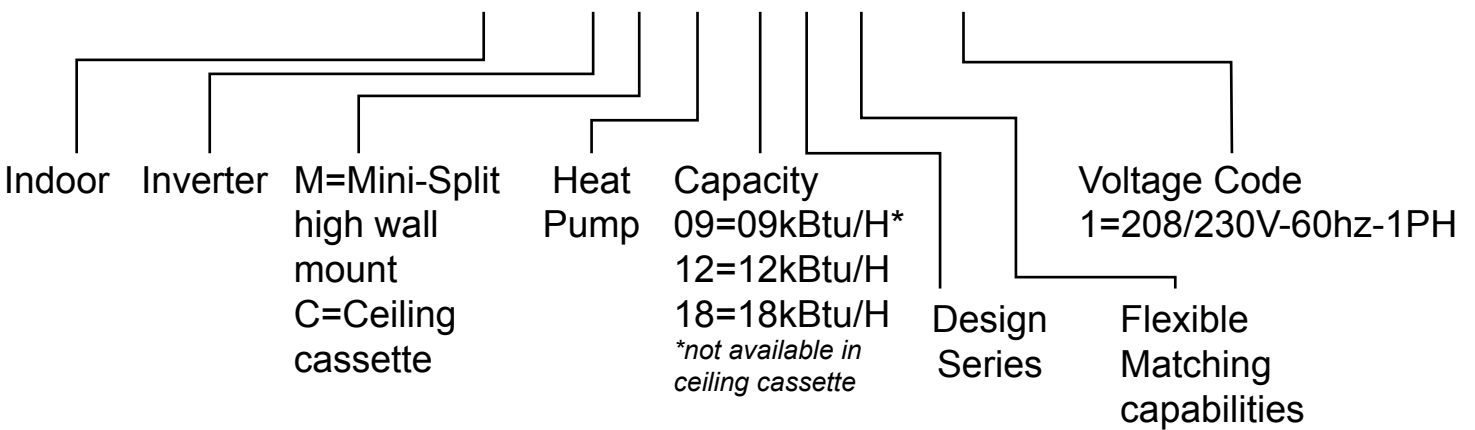 Indoor
Inverter
M=Mini-Split
high wall
mount
C=Ceiling
cassette
Heat
Pump
Capacity
09=09kBtu/H*
12=12kBtu/H
18=18kBtu/H
*not available in
ceiling cassette
Design
Series
Flexible
Matching
capabilities
Voltage Code
1=208/230V-60hz-1PH